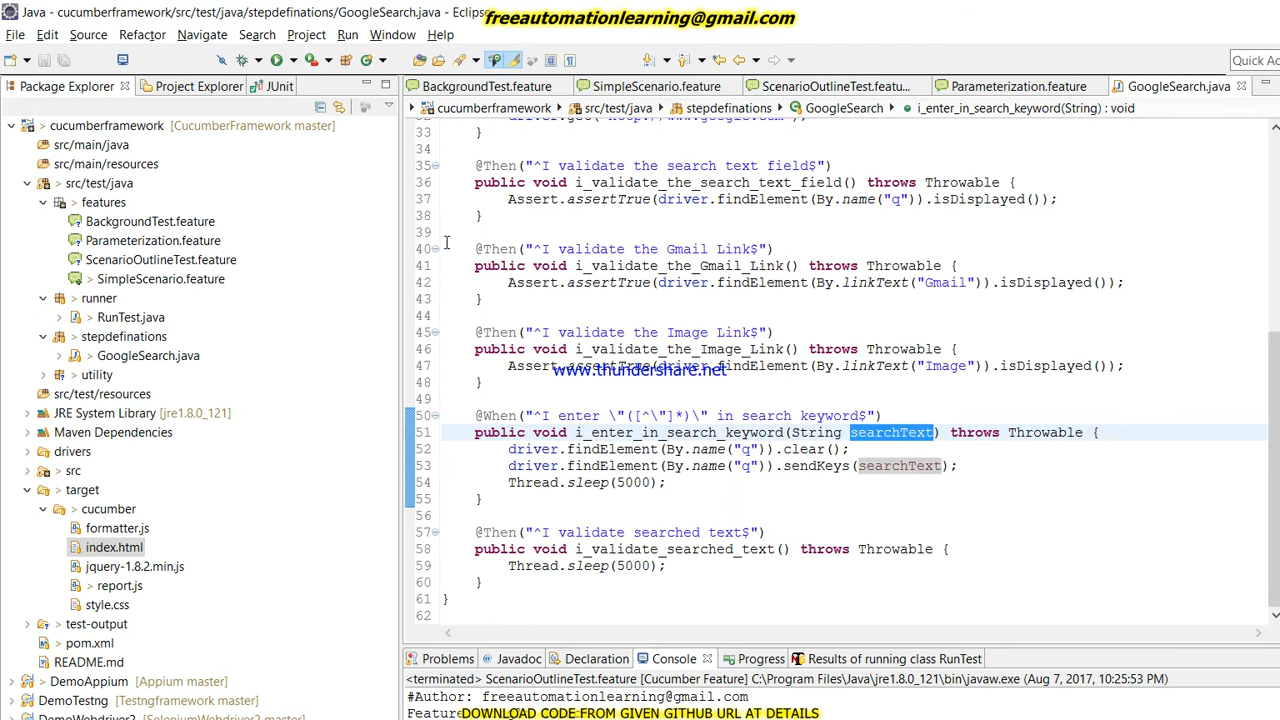 Java - cucumberframework/src/test/java/stepdefinations/GoogleSearch.java - Eclipse
freeautomationlearning@gmail.com
File Edit Source Refactor Navigate Search Project Run Window Help
Quick Ac
Package Explorer Project Explorer JUnit
BackgroundTest.feature SimpleScenario.feature ScenarioOutlineTest.featu... Parameterization.feature GoogleSearch.java
cucumberframework src/test/java stepdefinations GoogleSearch i_enter_in_search_keyword(String) : void
> cucumberframework [CucumberFramework master]
src/main/java
src/main/resources
src/test/java
features
BackgroundTest.feature
Parameterization.feature
ScenarioOutlineTest.feature
> SimpleScenario.feature
> runner
RunTest.java
stepdefinations
> GoogleSearch.java
> utility
src/test/resources
JRE System Library [jre1.8.0_121]
Maven Dependencies
drivers
> src
> target
> cucumber
formatter.js
index.html
jquery-1.8.2.min.js
> report.js
style.css
> test-output
> pom.xml
README.md
> DemoAppium [Appium master]
DemoTestng [Testngframework master]
DemoWebdriver2 [SeleniumWebdriver2 master]
33 }
34
35 @Then("^I validate the search text field$")
36 public void i_validate_the_search_text_field() throws Throwable {
37 Assert.assertTrue(driver.findElement(By.name("q")).isDisplayed());
38 }
39
40 @Then("^I validate the Gmail Link$")
41 public void i_validate_the_Gmail_Link() throws Throwable {
42 Assert.assertTrue(driver.findElement(By.linkText("Gmail")).isDisplayed());
43 }
44
45 @Then("^I validate the Image Link$")
46 public void i_validate_the_Image_Link() throws Throwable {
47 Assert.assertTrue(driver.findElement(By.linkText("Image")).isDisplayed());
www.thundershare.net
48 }
49
50 @When("^I enter \"([^\"]*)\" in search keyword$")
51 public void i_enter_in_search_keyword(String searchText) throws Throwable {
52 driver.findElement(By.name("q")).clear();
53 driver.findElement(By.name("q")).sendKeys(searchText);
54 Thread.sleep(5000);
55 }
56
57 @Then("^I validate searched text$")
58 public void i_validate_searched_text() throws Throwable {
59 Thread.sleep(5000);
60 }
61 }
62
Problems Javadoc Declaration Console Progress Results of running class RunTest
<terminated> ScenarioOutlineTest.feature [Cucumber Feature] C:\Program Files\Java\jre1.8.0_121\bin\javaw.exe (Aug 7, 2017, 10:25:53 PM)
#Author: freeautomationlearning@gmail.com
Feature
DOWNLOAD CODE FROM GIVEN GITHUB URL AT DETAILS